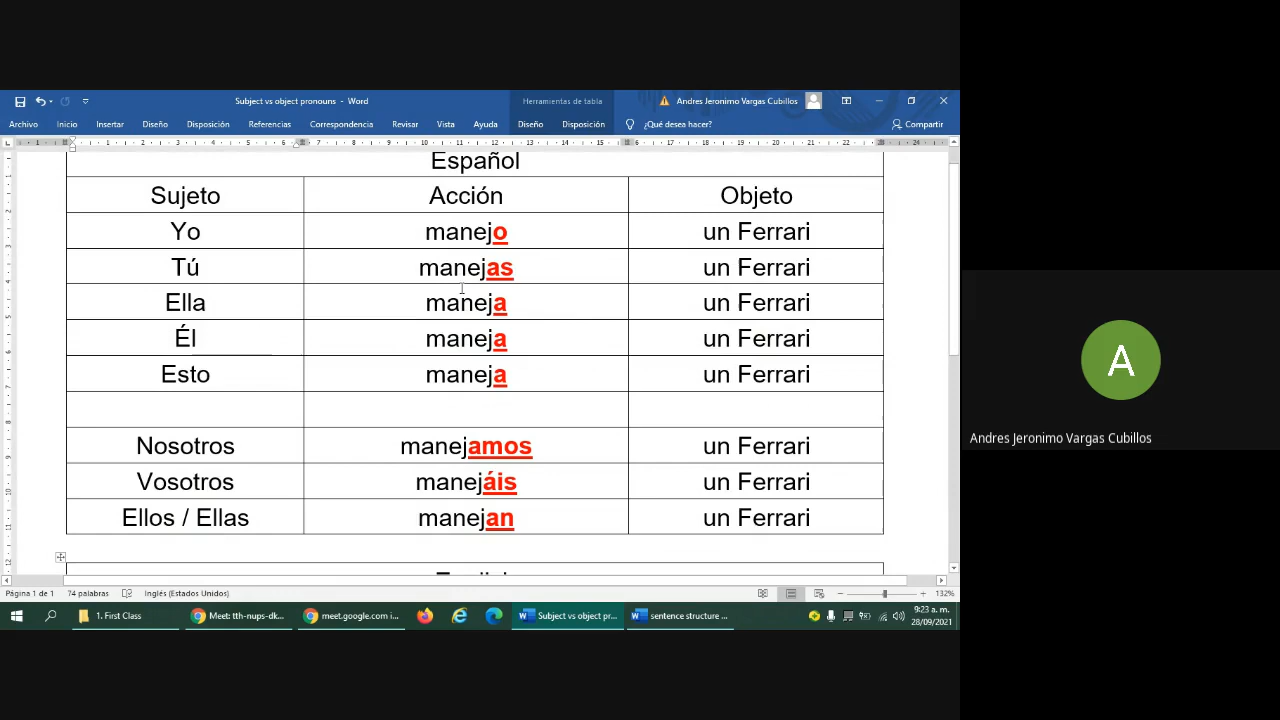 Subject vs object pronouns - Word
Herramientas de tabla
Andres Jeronimo Vargas Cubillos
Archivo Inicio Insertar Diseño Disposición Referencias Correspondencia Revisar Vista Ayuda Diseño Disposición ¿Qué desea hacer? Compartir
Español
Sujeto Acción Objeto
Yo manejo un Ferrari
Tú manejas un Ferrari
Ella maneja un Ferrari
Él maneja un Ferrari
Esto maneja un Ferrari
Nosotros manejamos un Ferrari
Vosotros manejáis un Ferrari
Ellos / Ellas manejan un Ferrari
Página 1 de 1 74 palabras Inglés (Estados Unidos) 132%
1. First Class Meet: tth-nups-dk... meet.google.com i... Subject vs object pr... sentence structure ... 9:23 a. m.
28/09/2021
A
Andres Jeronimo Vargas Cubillos